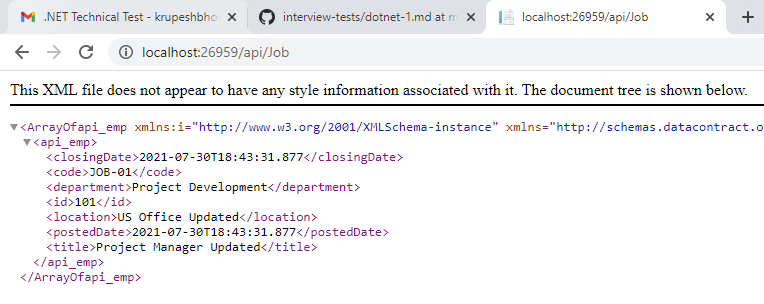 .NET Technical Test - krupeshbho
interview-tests/dotnet-1.md at m
localhost:26959/api/Job
localhost:26959/api/Job
This XML file does not appear to have any style information associated with it. The document tree is shown below.
<ArrayOfapi_emp xmlns:i="http://www.w3.org/2001/XMLSchema-instance" xmlns="http://schemas.datacontract.o
<api_emp>
<closingDate>2021-07-30T18:43:31.877</closingDate>
<code>JOB-01</code>
<department>Project Development</department>
<id>101</id>
<location>US Office Updated</location>
<postedDate>2021-07-30T18:43:31.877</postedDate>
<title>Project Manager Updated</title>
</api_emp>
</ArrayOfapi_emp>